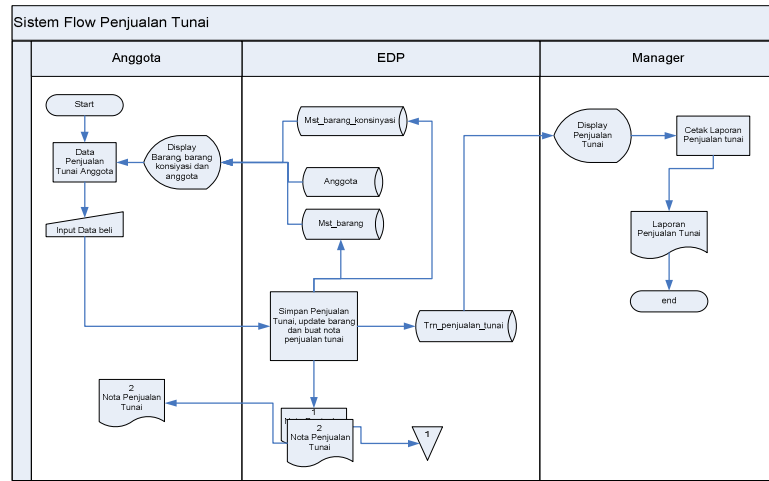 Sistem Flow Penjualan Tunai
Anggota
EDP
Manager
Start
Data
Penjualan
Tunai Anggota
Display
Barang, barang
konsiyasi dan
anggota
Input Data beli
Mst_barang_konsinyasi
Anggota
Mst_barang
Simpan Penjualan
Tunai, update barang
dan buat nota
penjualan tunai
Trn_penjualan_tunai
2
Nota Penjualan
Tunai
1
2
Nota Penjualan
Tunai
1
Display
Penjualan
Tunai
Cetak Laporan
Penjualan tunai
Laporan
Penjualan Tunai
end